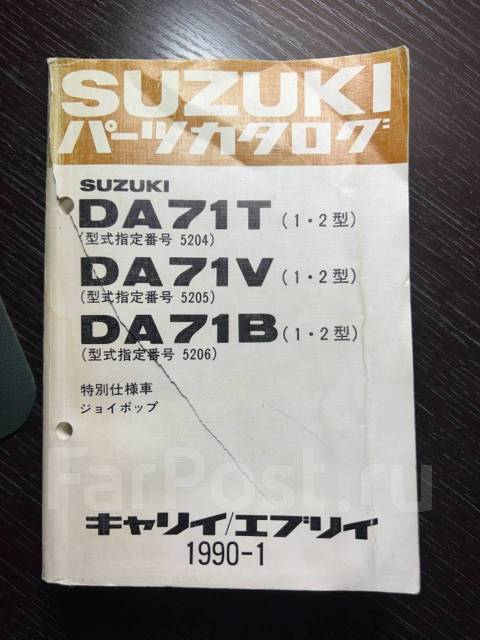 SUZUKI
パーツカタログ
SUZUKI
DA71T (1・2型)
(型式指定番号 5204)
DA71V (1・2型)
(型式指定番号 5205)
DA71B (1・2型)
(型式指定番号 5206)
特別仕様車
ジョイポップ
FarPost.ru
キャリイ/エブリイ
1990-1